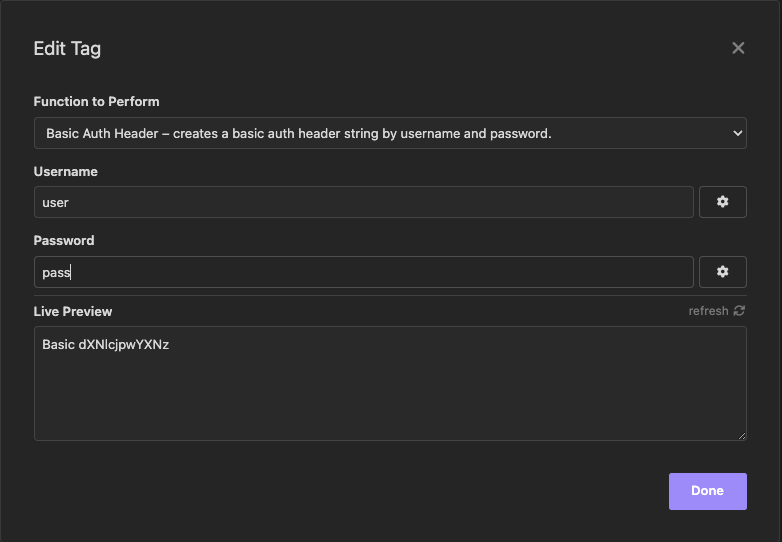 Edit Tag
Function to Perform
Basic Auth Header – creates a basic auth header string by username and password.
Username
user
Password
pass
Live Preview
refresh
Basic dXNlcjpwYXNz
Done